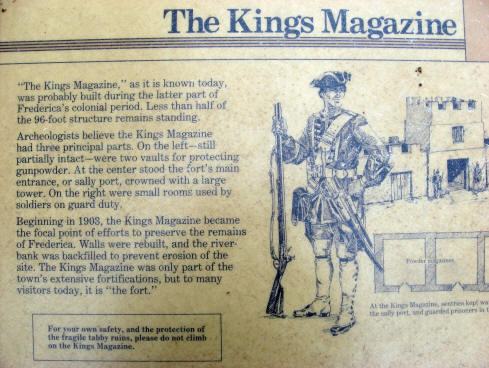 The Kings Magazine
"The Kings Magazine," as it is known today,
was probably built during the latter part of
Frederica's colonial period. Less than half of
the 96-foot structure remains standing.
Archeologists believe the Kings Magazine
had three principal parts. On the left—still
partially intact—were two vaults for protecting
gunpowder. At the center stood the fort's main
entrance, or sally port, crowned with a large
tower. On the right were small rooms used by
soldiers on guard duty.
Beginning in 1903, the Kings Magazine became
the focal point of efforts to preserve the remains
of Frederica. Walls were rebuilt, and the river-
bank was backfilled to prevent erosion of the
site. The Kings Magazine was only part of the
town's extensive fortifications, but to many
visitors today, it is "the fort."
For your own safety, and the protection of
the fragile tabby ruins, please do not climb
on the Kings Magazine.
Powder magazines
At the Kings Magazine, sentries kept
the sally port, and guarded prisoners in